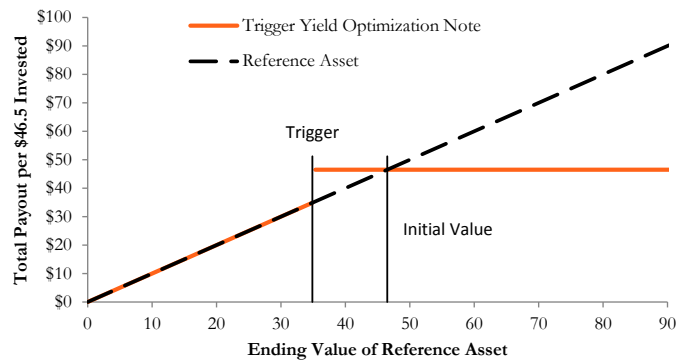 Trigger Yield Optimization Note
Reference Asset
Total Payout per $46.5 Invested
$100
$90
$80
$70
$60
$50
$40
$30
$20
$10
$0
Trigger
Initial Value
0 10 20 30 40 50 60 70 80 90
Ending Value of Reference Asset